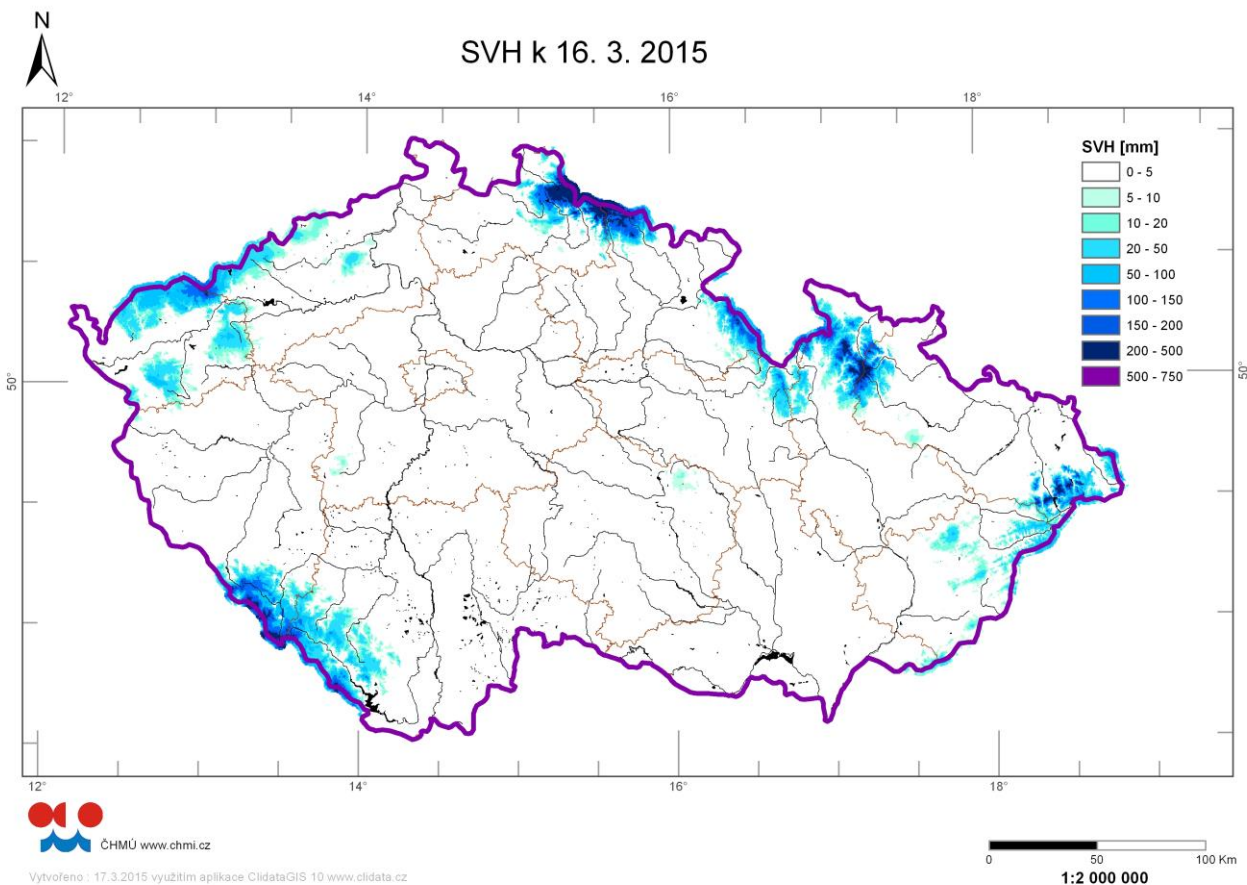 N
SVH k 16. 3. 2015
12° 14° 16° 18°
SVH [mm]
0 - 5
5 - 10
10 - 20
20 - 50
50 - 100
100 - 150
150 - 200
200 - 500
500 - 750
50° 50°
12° 14° 16° 18°
ČHMÚ www.chmi.cz
0 50 100 Km
1:2 000 000
Vytvořeno : 17.3.2015 využitím aplikace ClidataGIS 10 www.clidata.cz